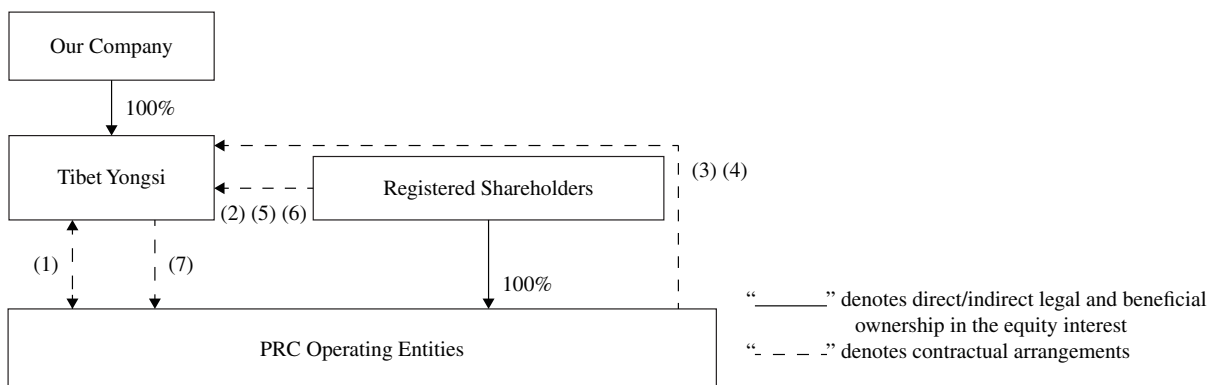 Our Company
100%
Tibet Yongsi
Registered Shareholders
(3) (4)
(2) (5) (6)
(1)
(7)
100%
PRC Operating Entities
“________” denotes direct/indirect legal and beneficial
ownership in the equity interest
“- – – –” denotes contractual arrangements